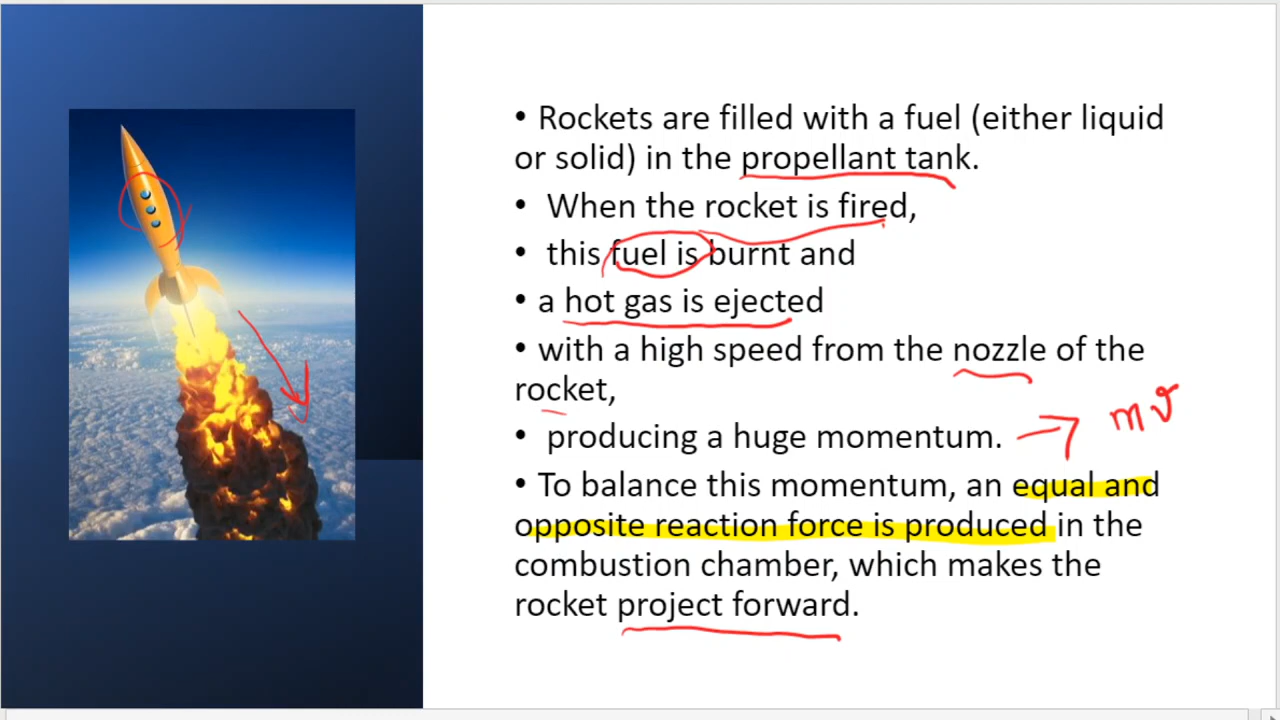 • Rockets are filled with a fuel (either liquid
or solid) in the propellant tank.
• When the rocket is fired,
• this fuel is burnt and
• a hot gas is ejected
• with a high speed from the nozzle of the
rocket,
• producing a huge momentum. → mv
• To balance this momentum, an equal and
opposite reaction force is produced in the
combustion chamber, which makes the
rocket project forward.